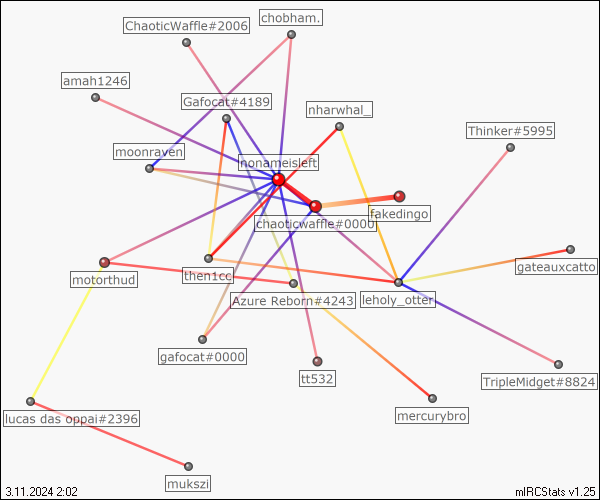 ChaoticWaffle#2006
chobham.
amah1246
Gafocat#4189
nharwhal_
Thinker#5995
moonraven
nonameisleft
chaoticwaffle#0000
fakedingo
gateauxcatto
motorthud
then1cc
Azure Reborn#4243
leholy_otter
gafocat#0000
tt532
TripleMidget#8824
mercurybro
lucas das oppai#2396
mukszi
3.11.2024 2:02
mIRCStats v1.25